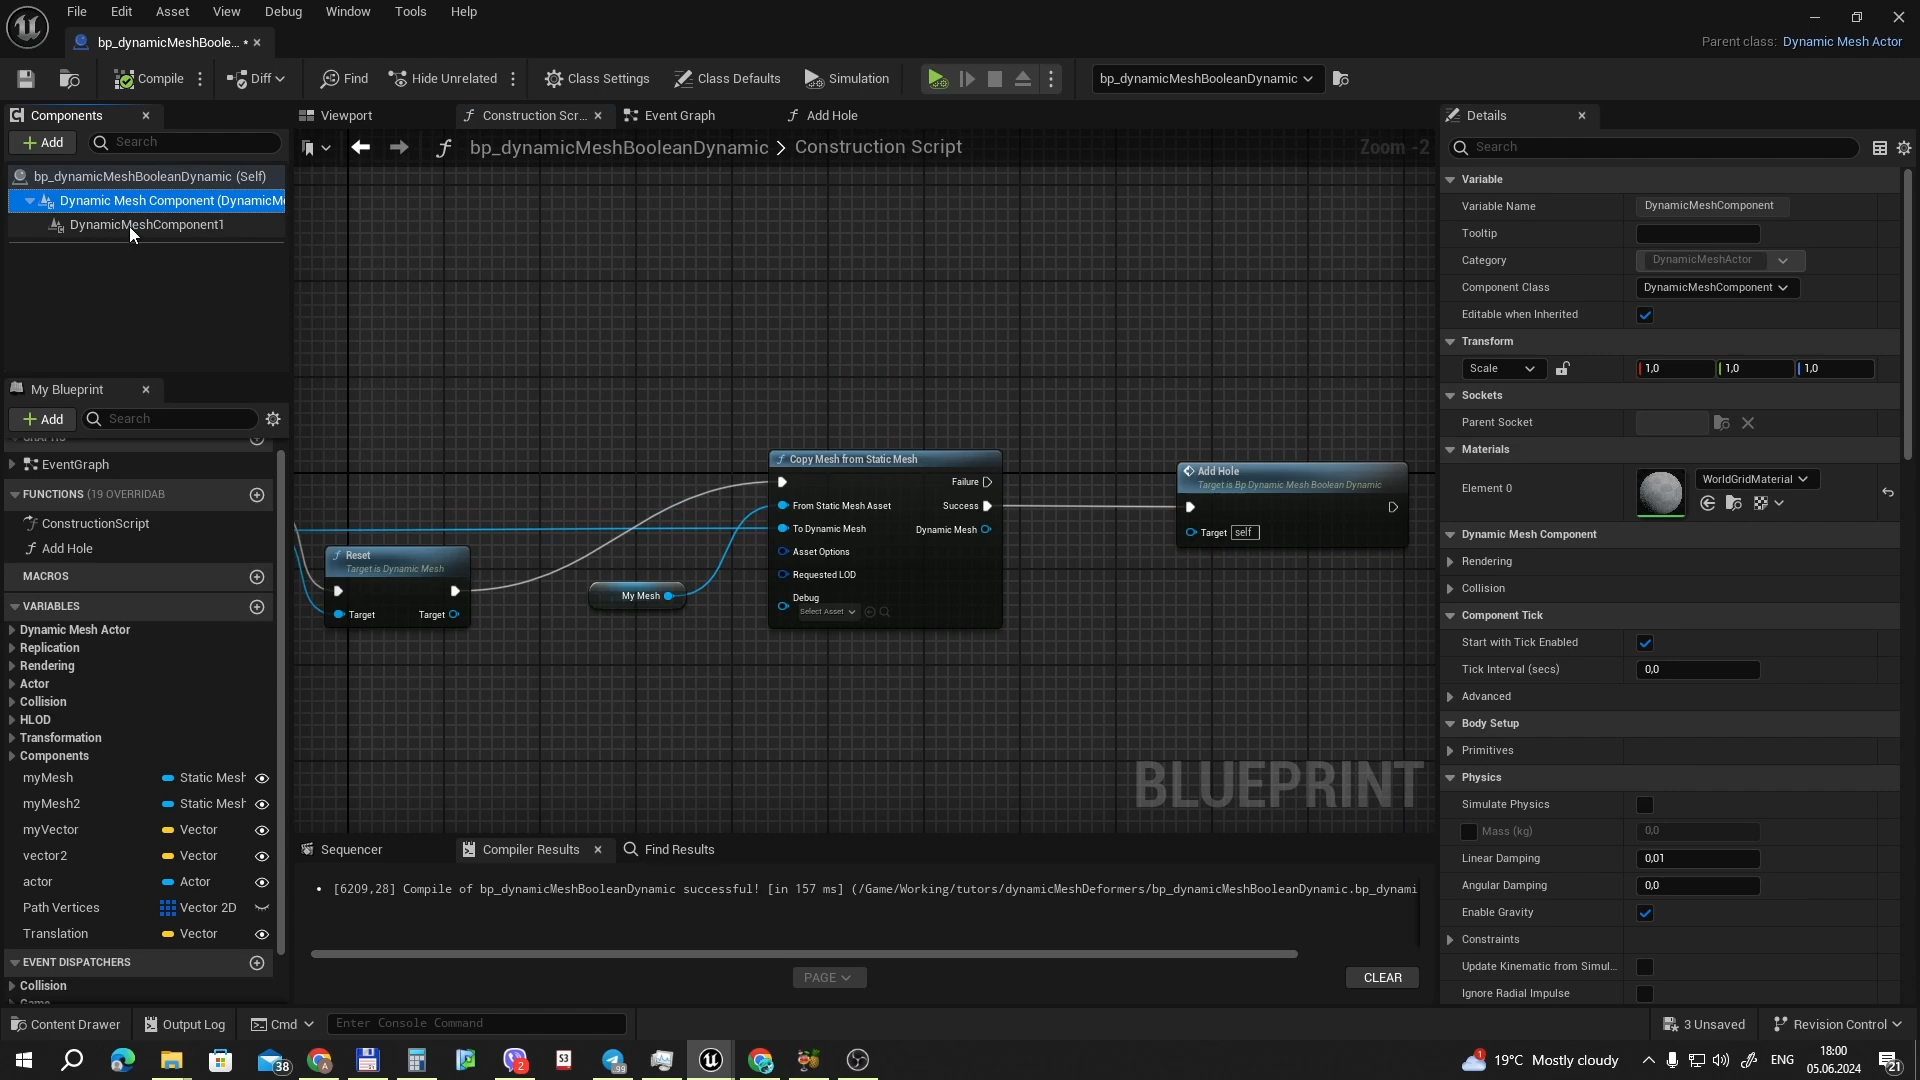 File Edit Asset View Debug Window Tools Help
bp_dynamicMeshBoole... •
Parent class: Dynamic Mesh Actor
Compile Diff Find Hide Unrelated Class Settings Class Defaults Simulation bp_dynamicMeshBooleanDynamic
Components
Add Search
bp_dynamicMeshBooleanDynamic (Self)
Dynamic Mesh Component (DynamicMe
DynamicMeshComponent1
My Blueprint
Add Search
GRAPHS
EventGraph
FUNCTIONS (19 OVERRIDAB
ConstructionScript
Add Hole
MACROS
VARIABLES
Dynamic Mesh Actor
Replication
Rendering
Actor
Collision
HLOD
Transformation
Components
myMesh Static Mesh
myMesh2 Static Mesh
myVector Vector
vector2 Vector
actor Actor
Path Vertices Vector 2D
Translation Vector
EVENT DISPATCHERS
Collision
Game
Viewport Construction Scr... Event Graph Add Hole
bp_dynamicMeshBooleanDynamic > Construction Script
Zoom -2
Reset
Target is Dynamic Mesh
Target Target
My Mesh
Copy Mesh from Static Mesh
Failure
From Static Mesh Asset Success
To Dynamic Mesh Dynamic Mesh
Asset Options
Requested LOD
Debug
Select Asset
Add Hole
Target is Bp Dynamic Mesh Boolean Dynamic
Target self
BLUEPRINT
Sequencer Compiler Results Find Results
• [6209,28] Compile of bp_dynamicMeshBooleanDynamic successful! [in 157 ms] (/Game/Working/tutors/dynamicMeshDeformers/bp_dynamicMeshBooleanDynamic.bp_dynami
PAGE
CLEAR
Details
Search
Variable
Variable Name DynamicMeshComponent
Tooltip
Category DynamicMeshActor
Component Class DynamicMeshComponent
Editable when Inherited
Transform
Scale 1,0 1,0 1,0
Sockets
Parent Socket
Materials
Element 0 WorldGridMaterial
Dynamic Mesh Component
Rendering
Collision
Component Tick
Start with Tick Enabled
Tick Interval (secs) 0,0
Advanced
Body Setup
Primitives
Physics
Simulate Physics
Mass (kg) 0,0
Linear Damping 0,01
Angular Damping 0,0
Enable Gravity
Constraints
Update Kinematic from Simul...
Ignore Radial Impulse
Content Drawer Output Log Cmd Enter Console Command 3 Unsaved Revision Control
38 A S3 2 99 1 19°C Mostly cloudy ENG 18:00
05.06.2024 21